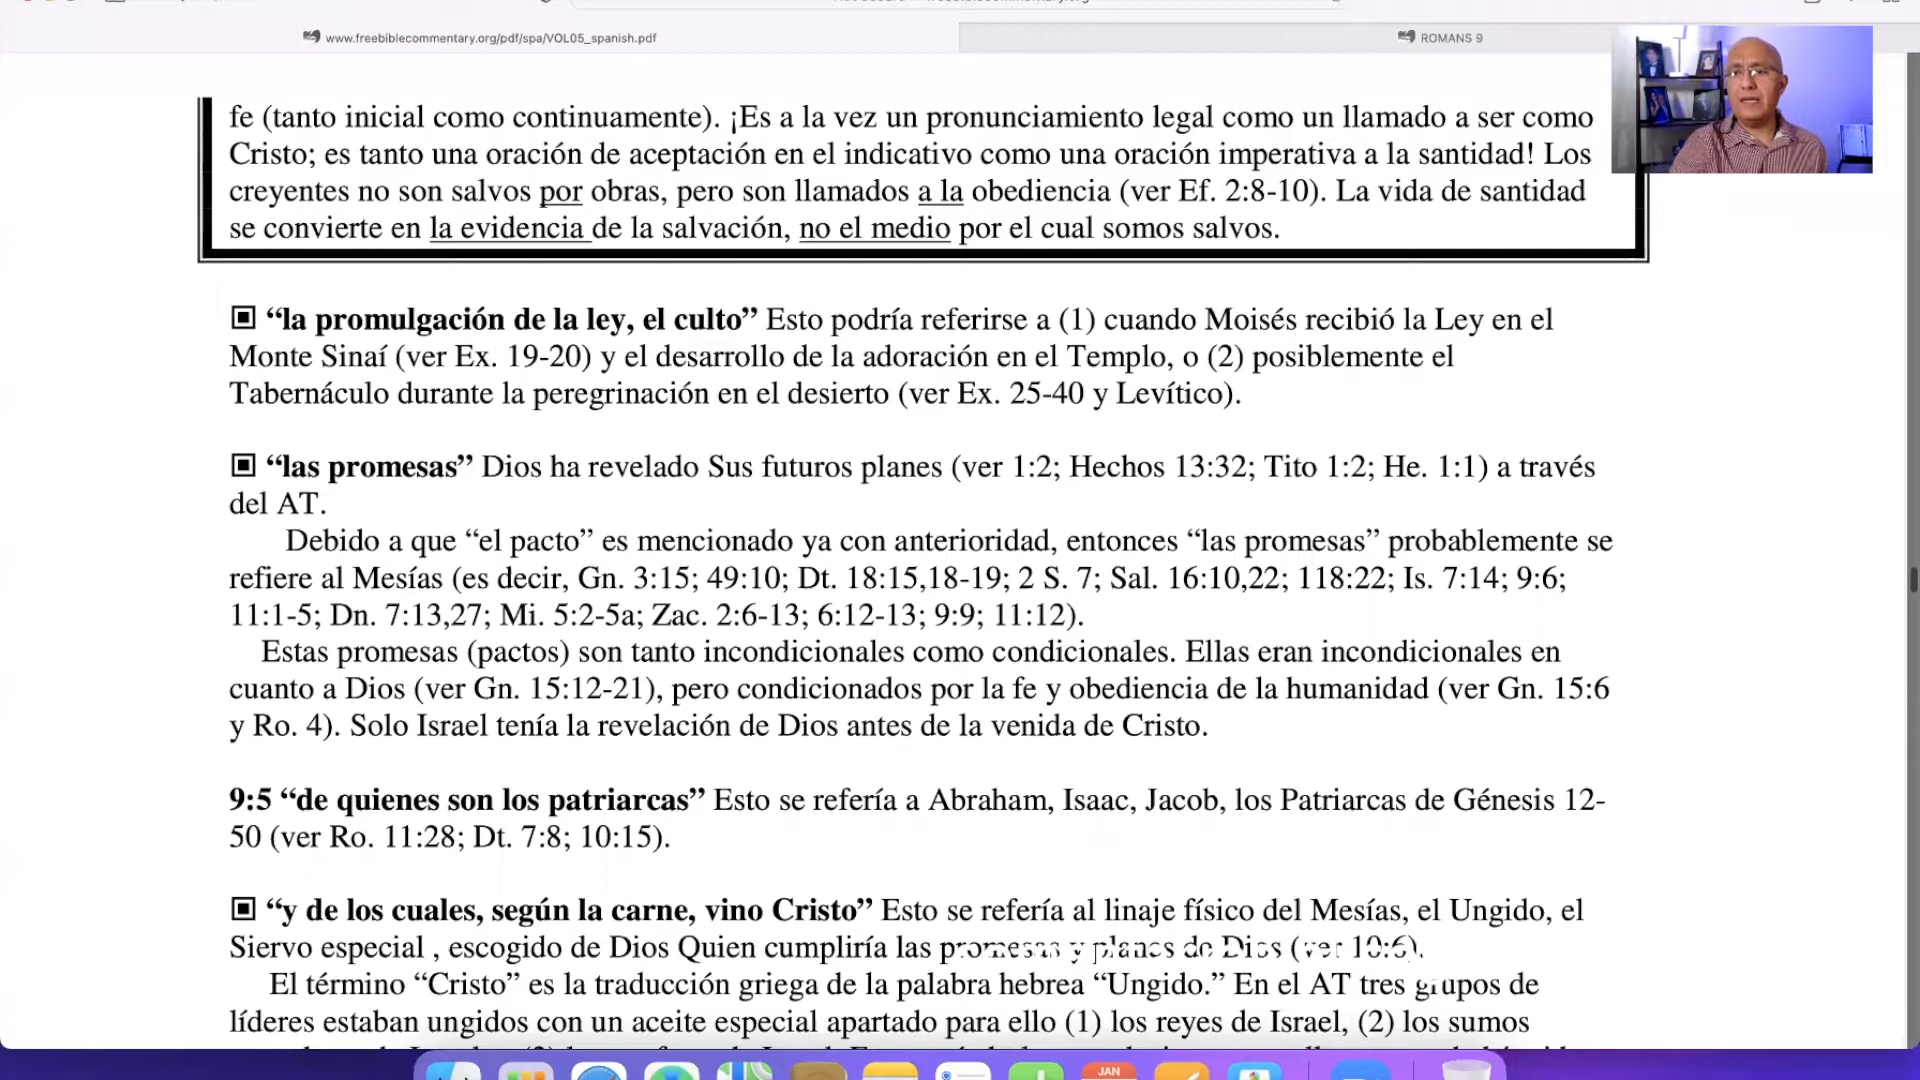 www.freebiblecommentary.org/pdf/spa/VOL05_spanish.pdf
ROMANS 9
fe (tanto inicial como continuamente). ¡Es a la vez un pronunciamiento legal como un llamado a ser como
Cristo; es tanto una oración de aceptación en el indicativo como una oración imperativa a la santidad! Los
creyentes no son salvos por obras, pero son llamados a la obediencia (ver Ef. 2:8-10). La vida de santidad
se convierte en la evidencia de la salvación, no el medio por el cual somos salvos.
▣ “la promulgación de la ley, el culto” Esto podría referirse a (1) cuando Moisés recibió la Ley en el
Monte Sinaí (ver Ex. 19-20) y el desarrollo de la adoración en el Templo, o (2) posiblemente el
Tabernáculo durante la peregrinación en el desierto (ver Ex. 25-40 y Levítico).
▣ “las promesas” Dios ha revelado Sus futuros planes (ver 1:2; Hechos 13:32; Tito 1:2; He. 1:1) a través
del AT.
Debido a que “el pacto” es mencionado ya con anterioridad, entonces “las promesas” probablemente se
refiere al Mesías (es decir, Gn. 3:15; 49:10; Dt. 18:15,18-19; 2 S. 7; Sal. 16:10,22; 118:22; Is. 7:14; 9:6;
11:1-5; Dn. 7:13,27; Mi. 5:2-5a; Zac. 2:6-13; 6:12-13; 9:9; 11:12).
Estas promesas (pactos) son tanto incondicionales como condicionales. Ellas eran incondicionales en
cuanto a Dios (ver Gn. 15:12-21), pero condicionados por la fe y obediencia de la humanidad (ver Gn. 15:6
y Ro. 4). Solo Israel tenía la revelación de Dios antes de la venida de Cristo.
9:5 “de quienes son los patriarcas” Esto se refería a Abraham, Isaac, Jacob, los Patriarcas de Génesis 12-
50 (ver Ro. 11:28; Dt. 7:8; 10:15).
▣ “y de los cuales, según la carne, vino Cristo” Esto se refería al linaje físico del Mesías, el Ungido, el
Siervo especial , escogido de Dios Quien cumpliría las promesas y planes de Dios (ver 10:6).
El término “Cristo” es la traducción griega de la palabra hebrea “Ungido.” En el AT tres grupos de
líderes estaban ungidos con un aceite especial apartado para ello (1) los reyes de Israel, (2) los sumos
JAN